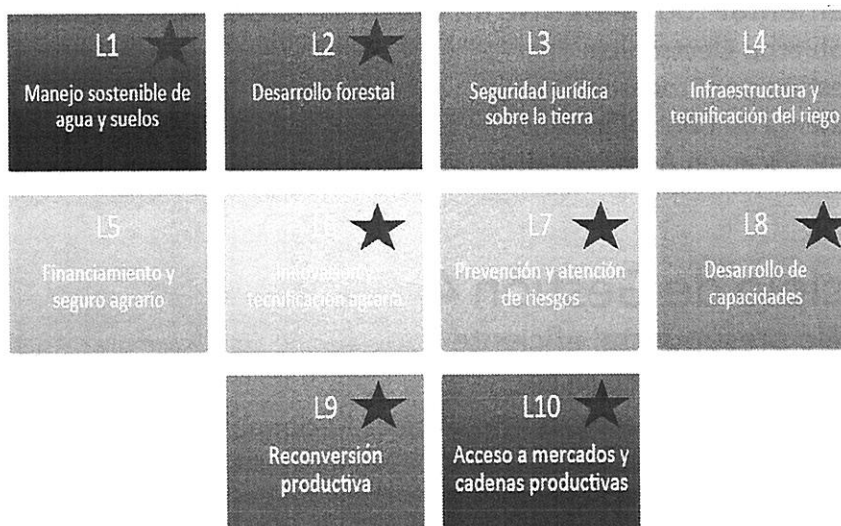 L1
Manejo sostenible de
agua y suelos
L2
Desarrollo forestal
L3
Seguridad jurídica
sobre la tierra
L4
Infraestructura y
tecnificación del riego
L5
Financiamiento y
seguro agrario
tecnificación agraria
L7
Prevención y atención
de riesgos
L8
Desarrollo de
capacidades
L9
Reconversión
productiva
L10
Acceso a mercados y
cadenas productivas